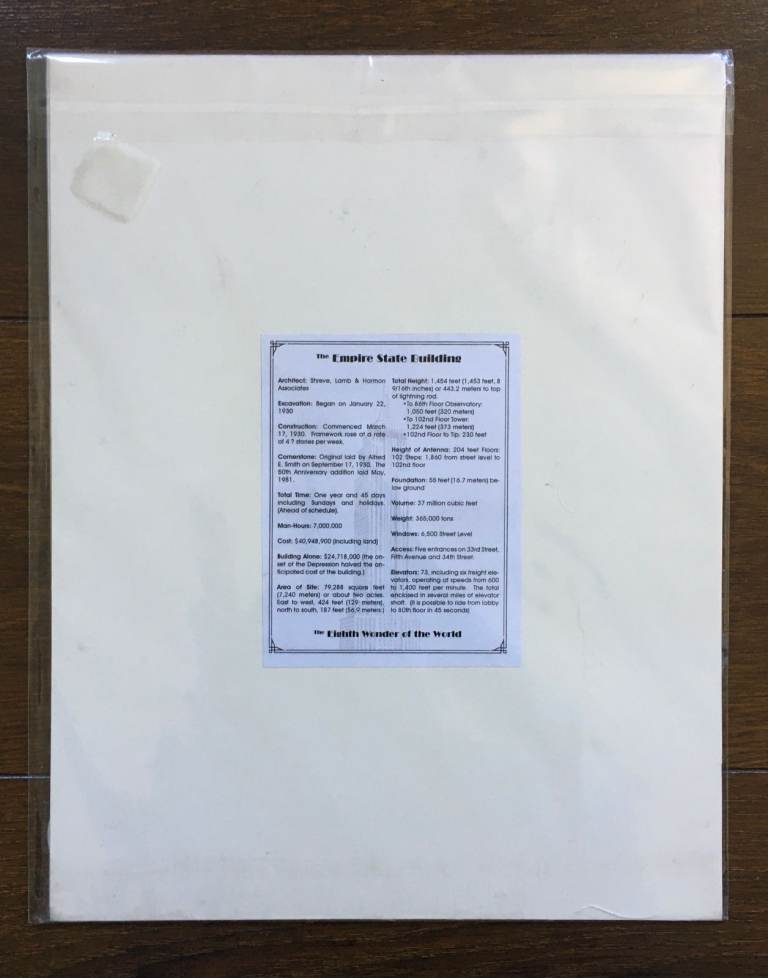 The Empire State Building
Architect: Shreve, Lamb & Harmon
Associates
Excavation: Began on January 22,
1930
Construction: Commenced March
17, 1930. Framework rose at a rate
of 4 ? stories per week.
Cornerstone: Original laid by Alfred
E. Smith on September 17, 1930. The
50th Anniversary addition laid May,
1981.
Total Time: One year and 45 days
including Sundays and holidays.
(Ahead of schedule).
Man-Hours: 7,000,000
Cost: $40,948,900 (including land)
Building Alone: $24,718,000 (the on-
set of the Depression halved the an-
ticipated cost of the building.)
Area of Site: 79,288 square feet
(7,240 meters) or about two acres.
East to west, 424 feet (129 meters),
north to south, 187 feet (56.9 meters.)
Total Height: 1,454 feet (1,453 feet, 8
9/16th inches) or 443.2 meters to top
of lightning rod.
•To 86th Floor Observatory:
1,050 feet (320 meters)
•To 102nd Floor Tower:
1,224 feet (373 meters)
•102nd Floor to Tip: 230 feet
Height of Antenna: 204 feet Floors:
102 Steps: 1,860 from street level to
102nd floor
Foundation: 55 feet (16.7 meters) be-
low ground
Volume: 37 million cubic feet
Weight: 365,000 tons
Windows: 6,500 Street Level
Access: Five entrances on 33rd Street,
Fifth Avenue and 34th Street.
Elevators: 73, including six freight ele-
vators, operating at speeds from 600
to 1,400 feet per minute. The total
enclosed in several miles of elevator
shaft. (It is possible to ride from lobby
to 80th floor in 45 seconds)
The Eighth Wonder of the World